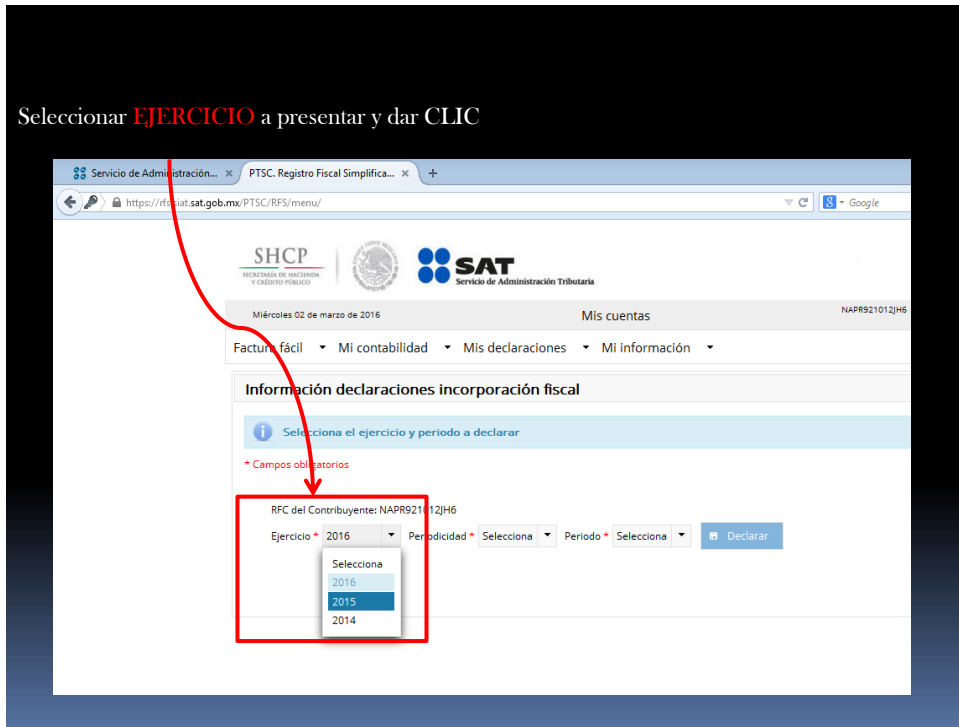 Seleccionar EJERCICIO a presentar y dar CLIC
Servicio de Administración... × PTSC. Registro Fiscal Simplifica... × +
https://rfs.siat.sat.gob.mx/PTSC/RFS/menu/ Google
SHCP
SECRETARÍA DE HACIENDA
Y CRÉDITO PÚBLICO
SAT
Servicio de Administración Tributaria
Miércoles 02 de marzo de 2016 Mis cuentas NAPR921012JH6
Factura fácil Mi contabilidad Mis declaraciones Mi información
Información declaraciones incorporación fiscal
Selecciona el ejercicio y periodo a declarar
* Campos obligatorios
RFC del Contribuyente: NAPR921012JH6
Ejercicio * 2016 Periodicidad * Selecciona Periodo * Selecciona Declarar
Selecciona
2016
2015
2014